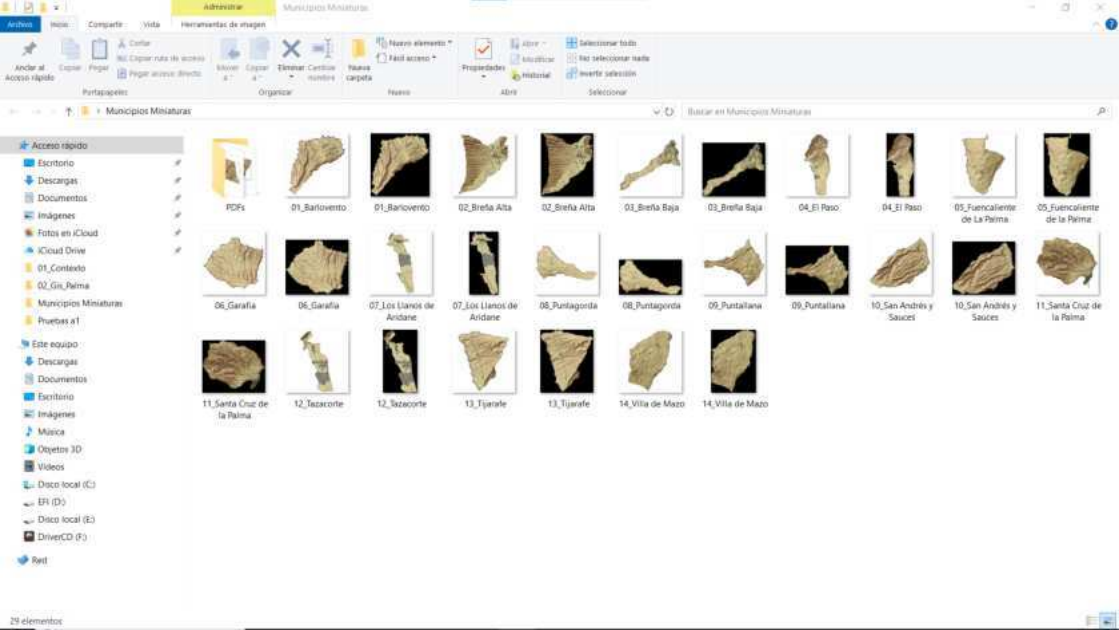 Administrar
Municipios Miniaturas
Archivo Inicio Compartir Vista Herramientas de imagen
Anclar al
Acceso rápido
Copiar
Pegar
Cortar
Copiar ruta de acceso
Pegar acceso directo
Portapapeles
Mover
a
Copiar
a
Eliminar
Cambiar
nombre
Organizar
Nueva
carpeta
Nuevo elemento
Fácil acceso
Nuevo
Propiedades
Abrir
Modificar
Historial
Abrir
Seleccionar todo
No seleccionar nada
Invertir selección
Seleccionar
Municipios Miniaturas
Buscar en Municipios Miniaturas
Acceso rápido
Escritorio
Descargas
Documentos
Imágenes
Fotos en iCloud
iCloud Drive
01_Contexto
02_Gis_Palma
Municipios Miniaturas
Pruebas a1
Este equipo
Descargas
Documentos
Escritorio
Imágenes
Música
Objetos 3D
Vídeos
Disco local (C:)
EFI (D:)
Disco local (E:)
DriverCD (F:)
Red
PDFs
01_Barlovento
01_Barlovento
02_Breña Alta
02_Breña Alta
03_Breña Baja
03_Breña Baja
04_El Paso
04_El Paso
05_Fuencaliente
de La Palma
05_Fuencaliente
de la Palma
06_Garafía
06_Garafía
07_Los Llanos de
Aridane
07_Los Llanos de
Aridane
08_Puntagorda
08_Puntagorda
09_Puntallana
09_Puntallana
10_San Andrés y
Sauces
10_San Andrés y
Sauces
11_Santa Cruz de
la Palma
11_Santa Cruz de
la Palma
12_Tazacorte
12_Tazacorte
13_Tijarafe
13_Tijarafe
14_Villa de Mazo
14_Villa de Mazo
29 elementos